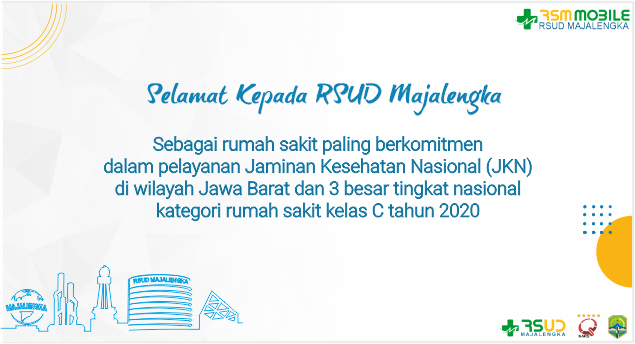 RSM MOBILE
RSUD MAJALENGKA
Selamat Kepada RSUD Majalengka
Sebagai rumah sakit paling berkomitmen
dalam pelayanan Jaminan Kesehatan Nasional (JKN)
di wilayah Jawa Barat dan 3 besar tingkat nasional
kategori rumah sakit kelas C tahun 2020
MAJALENGKA
RSUD MAJALENGKA
RSUD
MAJALENGKA